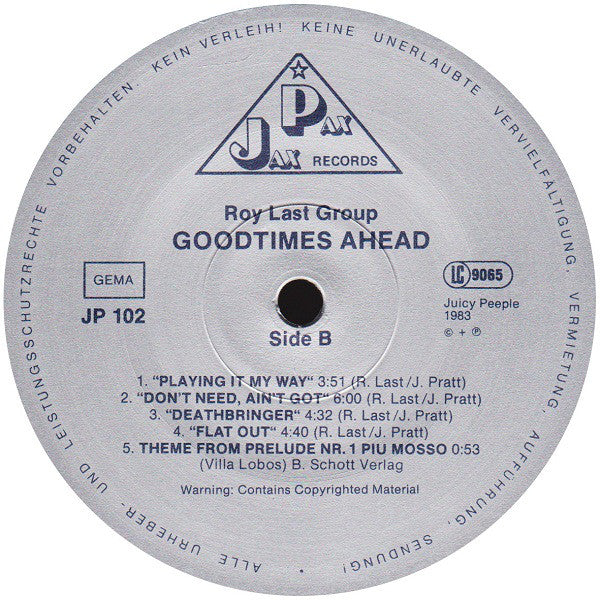 ALLE URHEBER- UND LEISTUNGSSCHUTZRECHTE VORBEHALTEN. KEIN VERLEIH! KEINE UNERLAUBTE VERVIELFÄLTIGUNG, VERMIETUNG, AUFFÜHRUNG, SENDUNG!
PAX
JAX RECORDS
Roy Last Group
GOODTIMES AHEAD
GEMA
LC 9065
JP 102
Juicy Peeple
1983
Side B
© + ℗
1. "PLAYING IT MY WAY" 3:51 (R. Last/J. Pratt)
2. "DON'T NEED, AIN'T GOT" 6:00 (R. Last/J. Pratt)
3. "DEATHBRINGER" 4:32 (R. Last/J. Pratt)
4. "FLAT OUT" 4:40 (R. Last/J. Pratt)
5. THEME FROM PRELUDE NR. 1 PIU MOSSO 0:53
(Villa Lobos) B. Schott Verlag
Warning: Contains Copyrighted Material